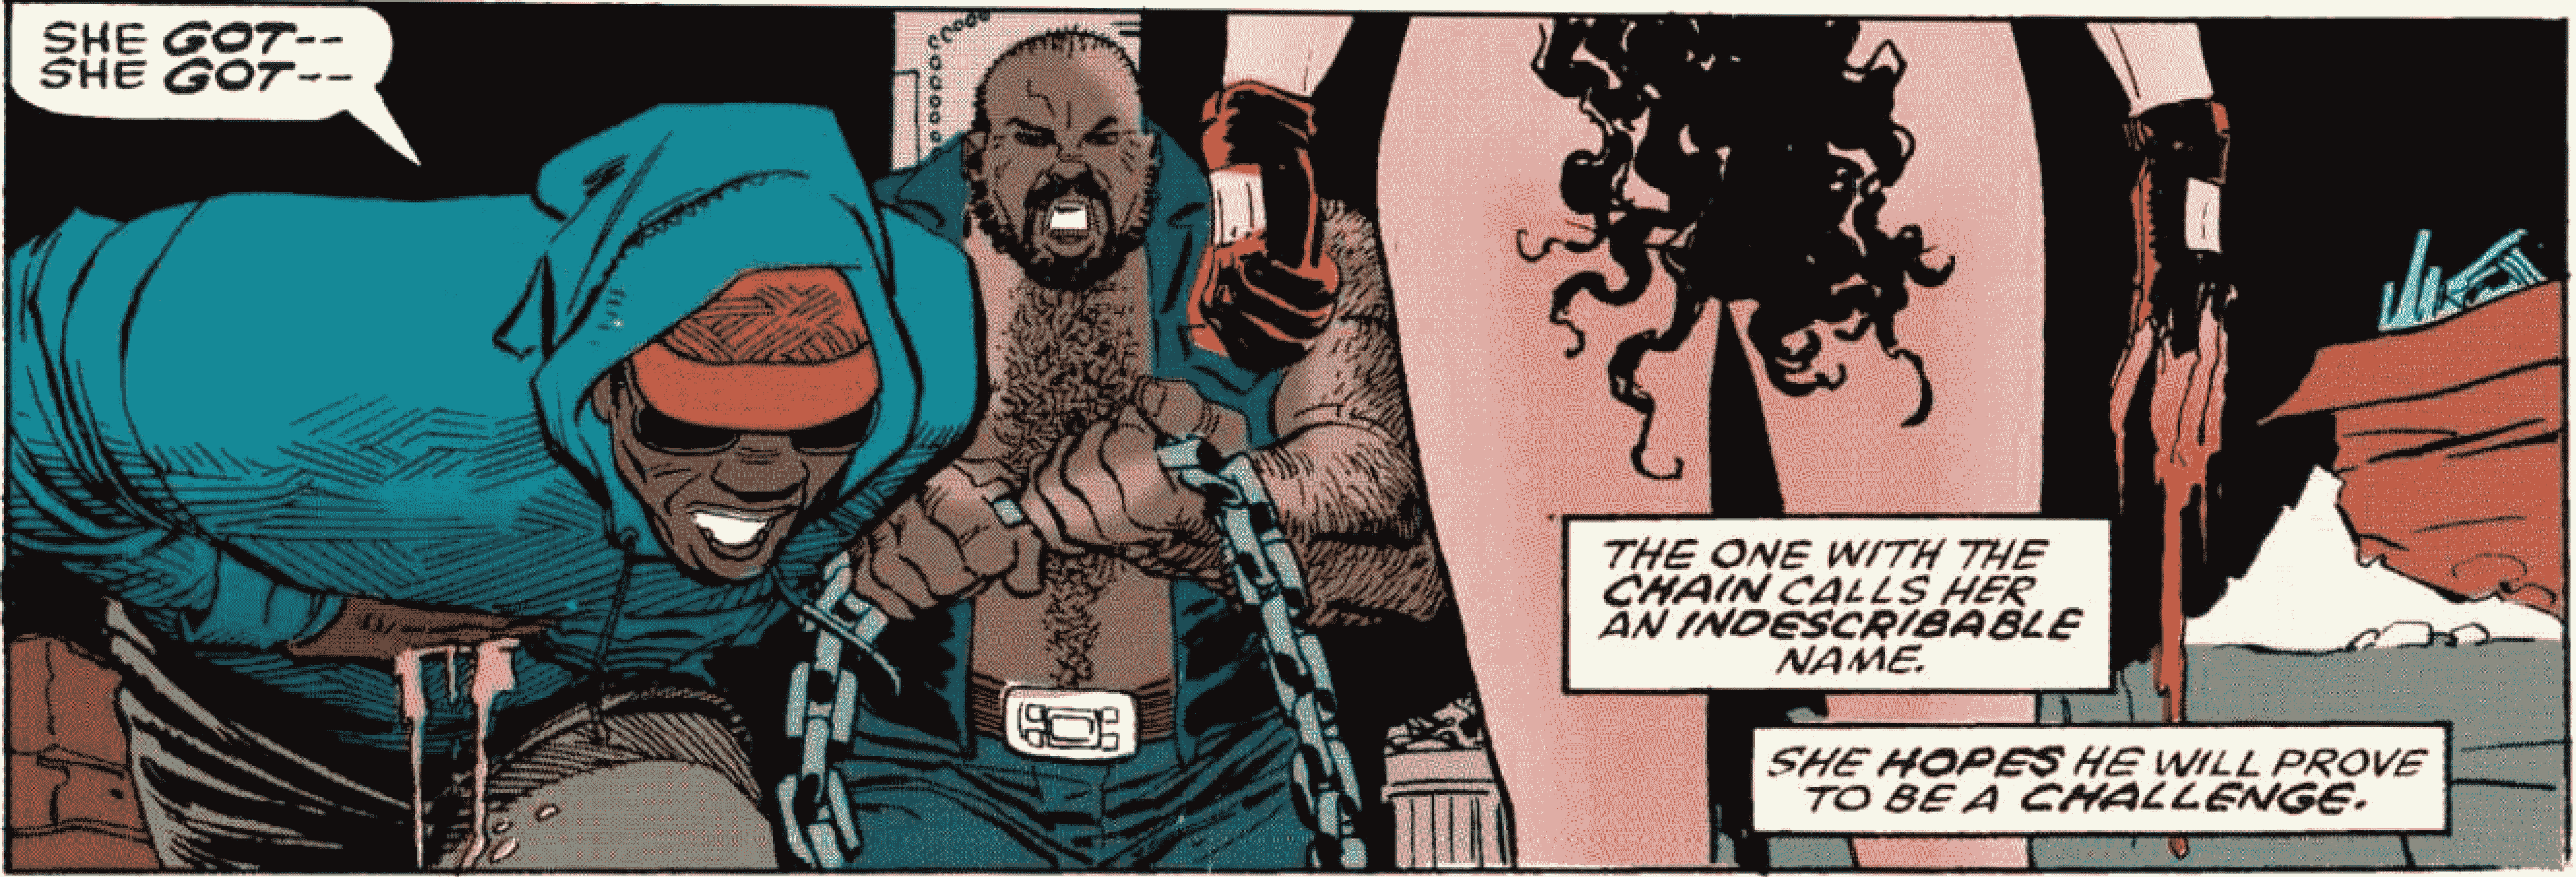 SHE GOT--
SHE GOT--
THE ONE WITH THE
CHAIN CALLS HER
AN INDESCRIBABLE
NAME.
SHE HOPES HE WILL PROVE
TO BE A CHALLENGE.